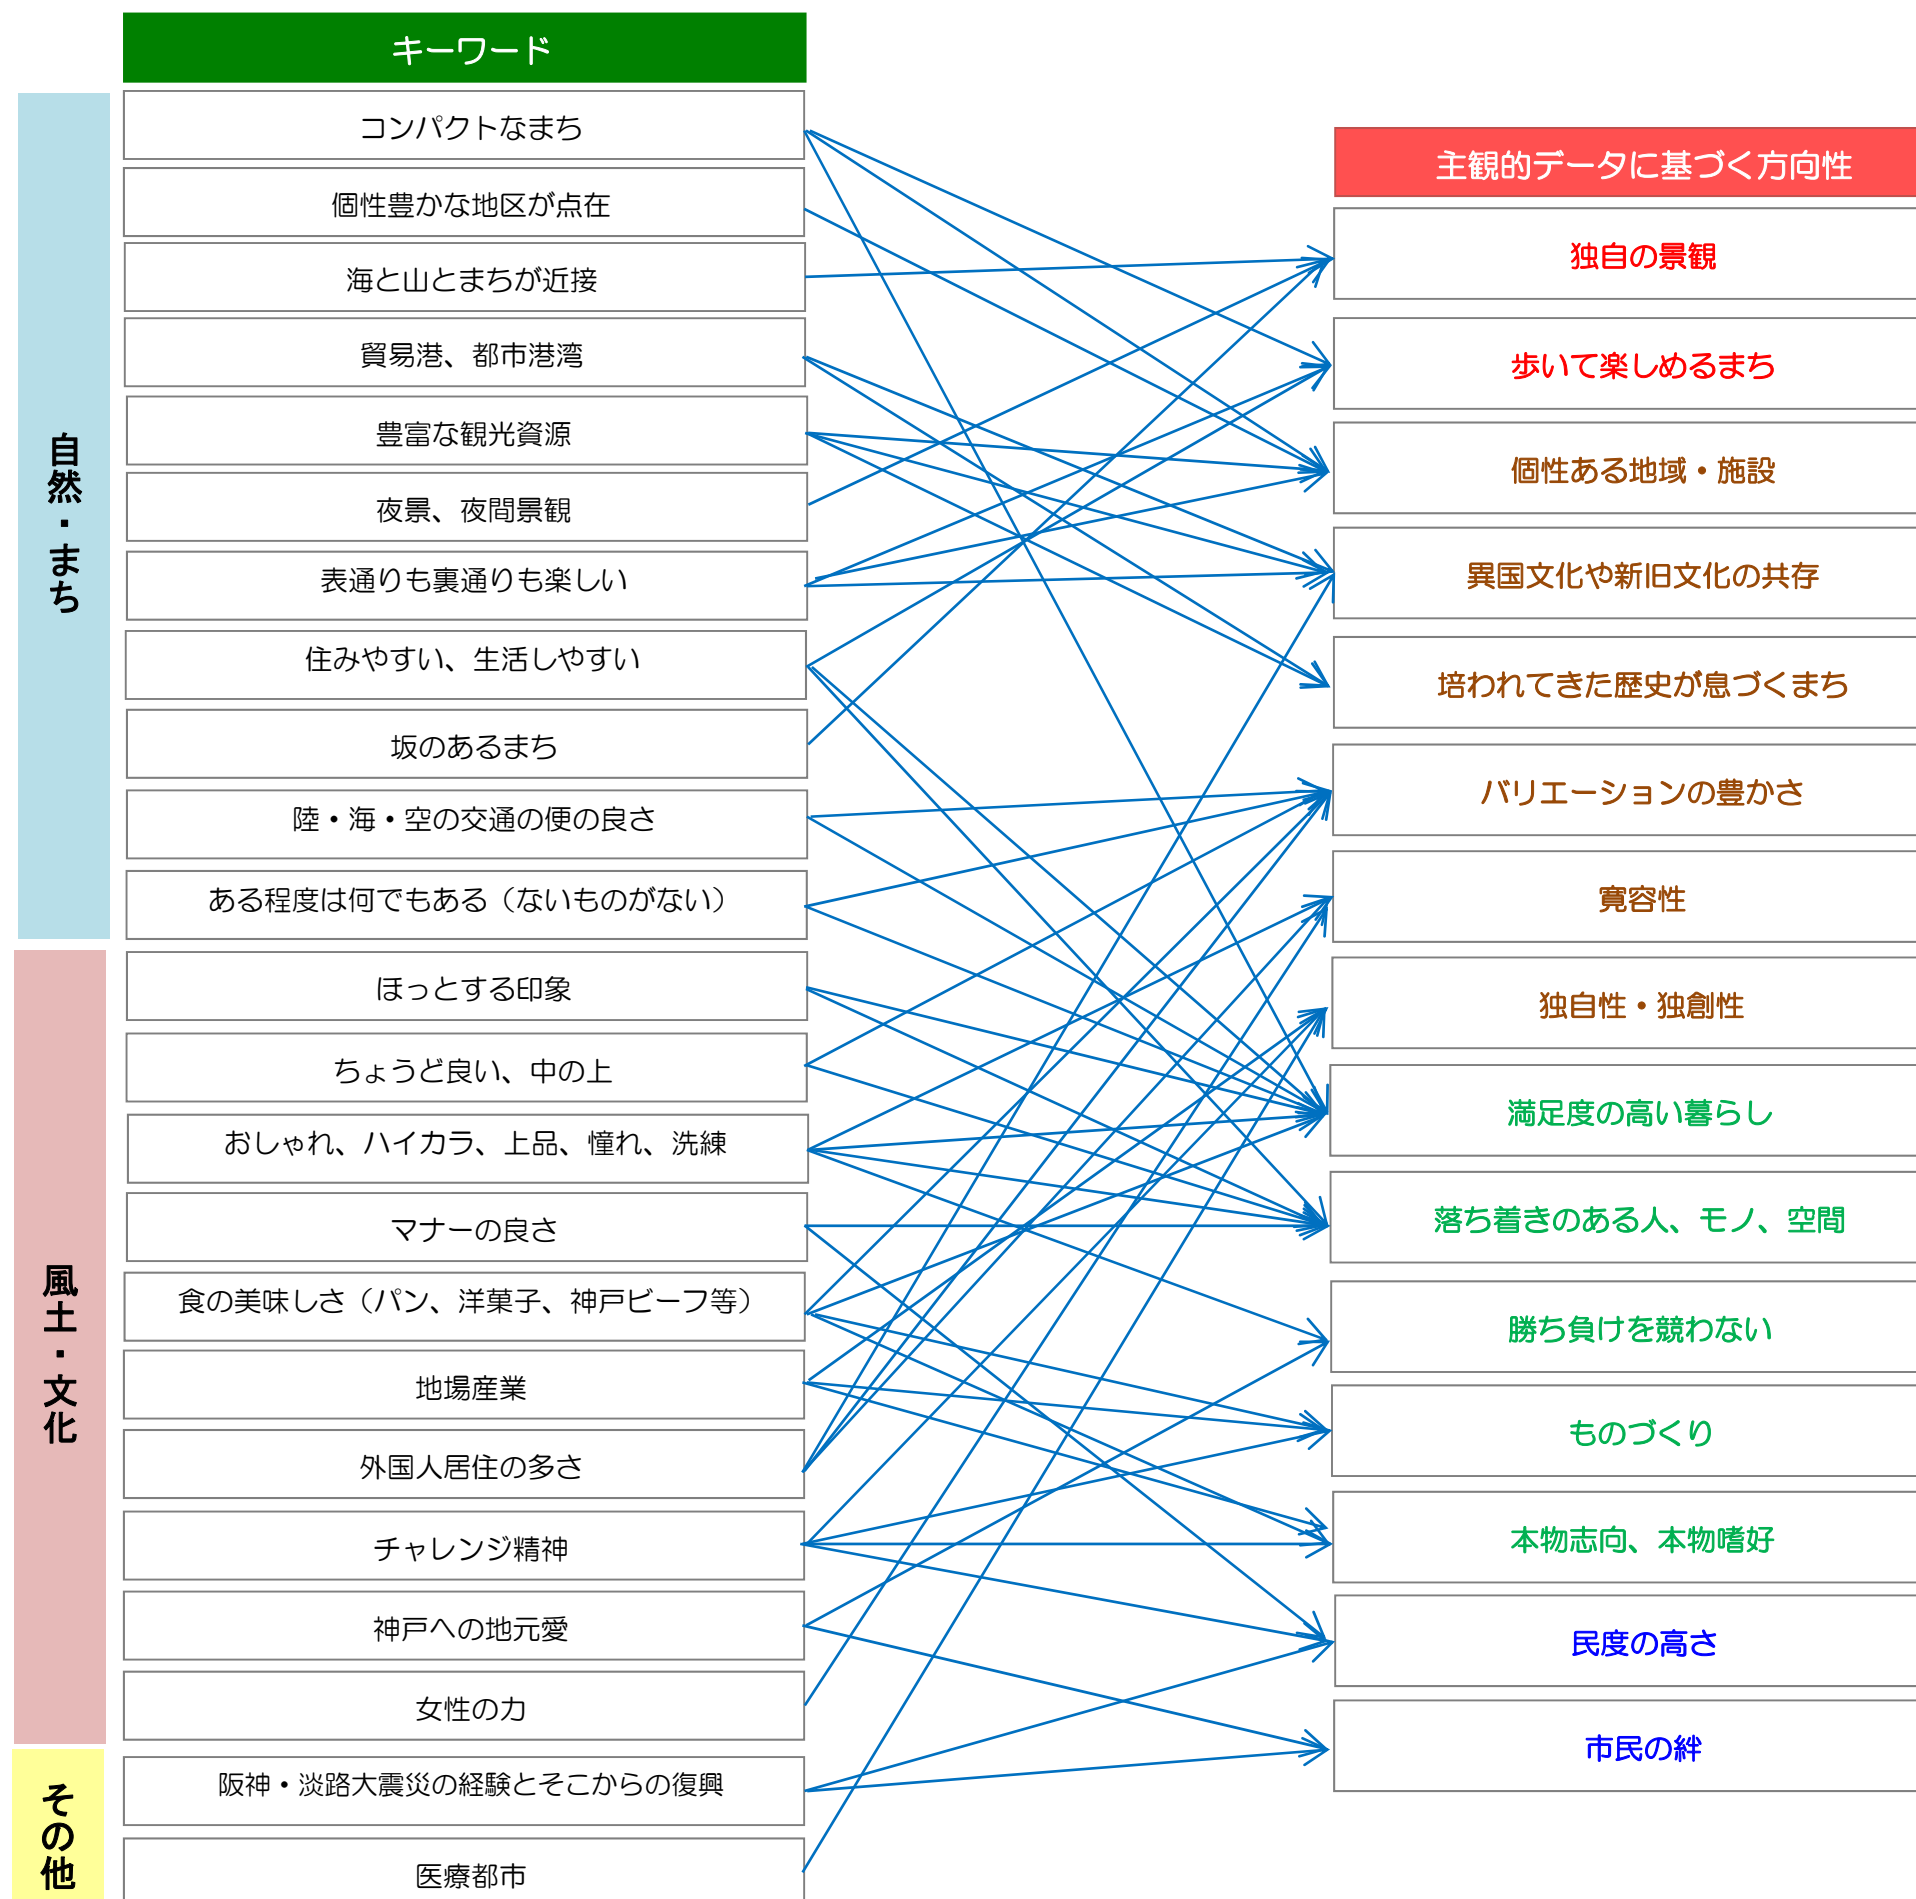 キーワード
自然・まち
コンパクトなまち
個性豊かな地区が点在
海と山とまちが近接
貿易港、都市港湾
豊富な観光資源
夜景、夜間景観
表通りも裏通りも楽しい
住みやすい、生活しやすい
坂のあるまち
陸・海・空の交通の便の良さ
ある程度は何でもある（ないものがない）
風土・文化
ほっとする印象
ちょうど良い、中の上
おしゃれ、ハイカラ、上品、憧れ、洗練
マナーの良さ
食の美味しさ（パン、洋菓子、神戸ビーフ等）
地場産業
外国人居住の多さ
チャレンジ精神
神戸への地元愛
女性の力
その他
阪神・淡路大震災の経験とそこからの復興
医療都市
主観的データに基づく方向性
独自の景観
歩いて楽しめるまち
個性ある地域・施設
異国文化や新旧文化の共存
培われてきた歴史が息づくまち
バリエーションの豊かさ
寛容性
独自性・独創性
満足度の高い暮らし
落ち着きのある人、モノ、空間
勝ち負けを競わない
ものづくり
本物志向、本物嗜好
民度の高さ
市民の絆